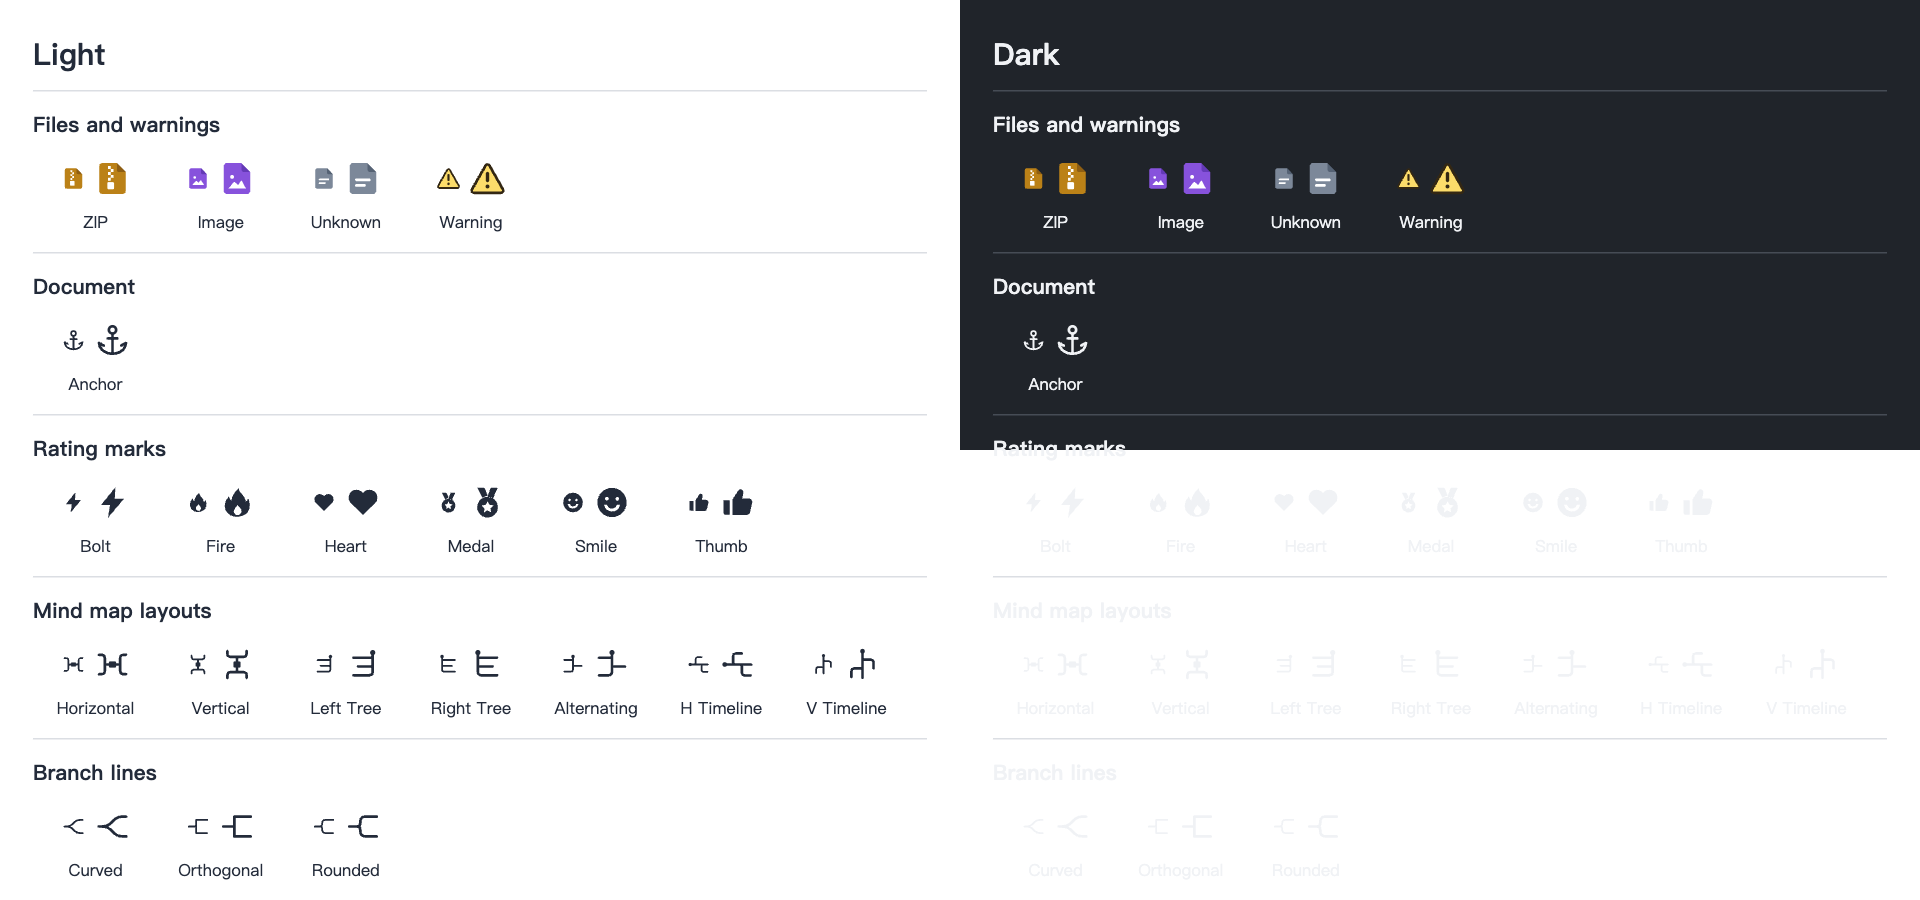 Light
Files and warnings
ZIP Image Unknown Warning
Document
Anchor
Rating marks
Bolt Fire Heart Medal Smile Thumb
Mind map layouts
Horizontal Vertical Left Tree Right Tree Alternating H Timeline V Timeline
Branch lines
Curved Orthogonal Rounded
Dark
Files and warnings
ZIP Image Unknown Warning
Document
Anchor
Rating marks
Bolt Fire Heart Medal Smile Thumb
Mind map layouts
Horizontal Vertical Left Tree Right Tree Alternating H Timeline V Timeline
Branch lines
Curved Orthogonal Rounded